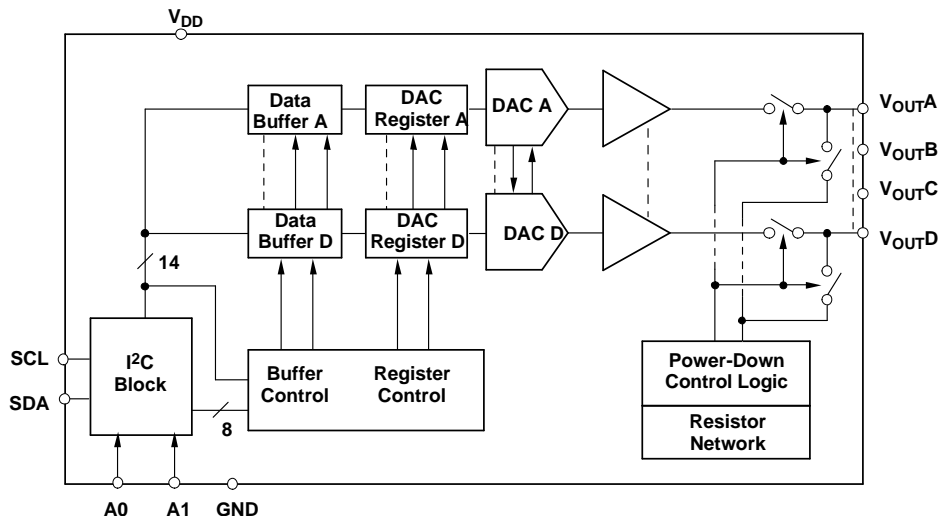 VDD
Data
Buffer A
DAC
Register A
DAC A
VOUTA
VOUTB
VOUTC
VOUTD
Data
Buffer D
DAC
Register D
DAC D
14
SCL
SDA
I2C
Block
Buffer
Control
Register
Control
8
Power-Down
Control Logic
Resistor
Network
A0 A1 GND